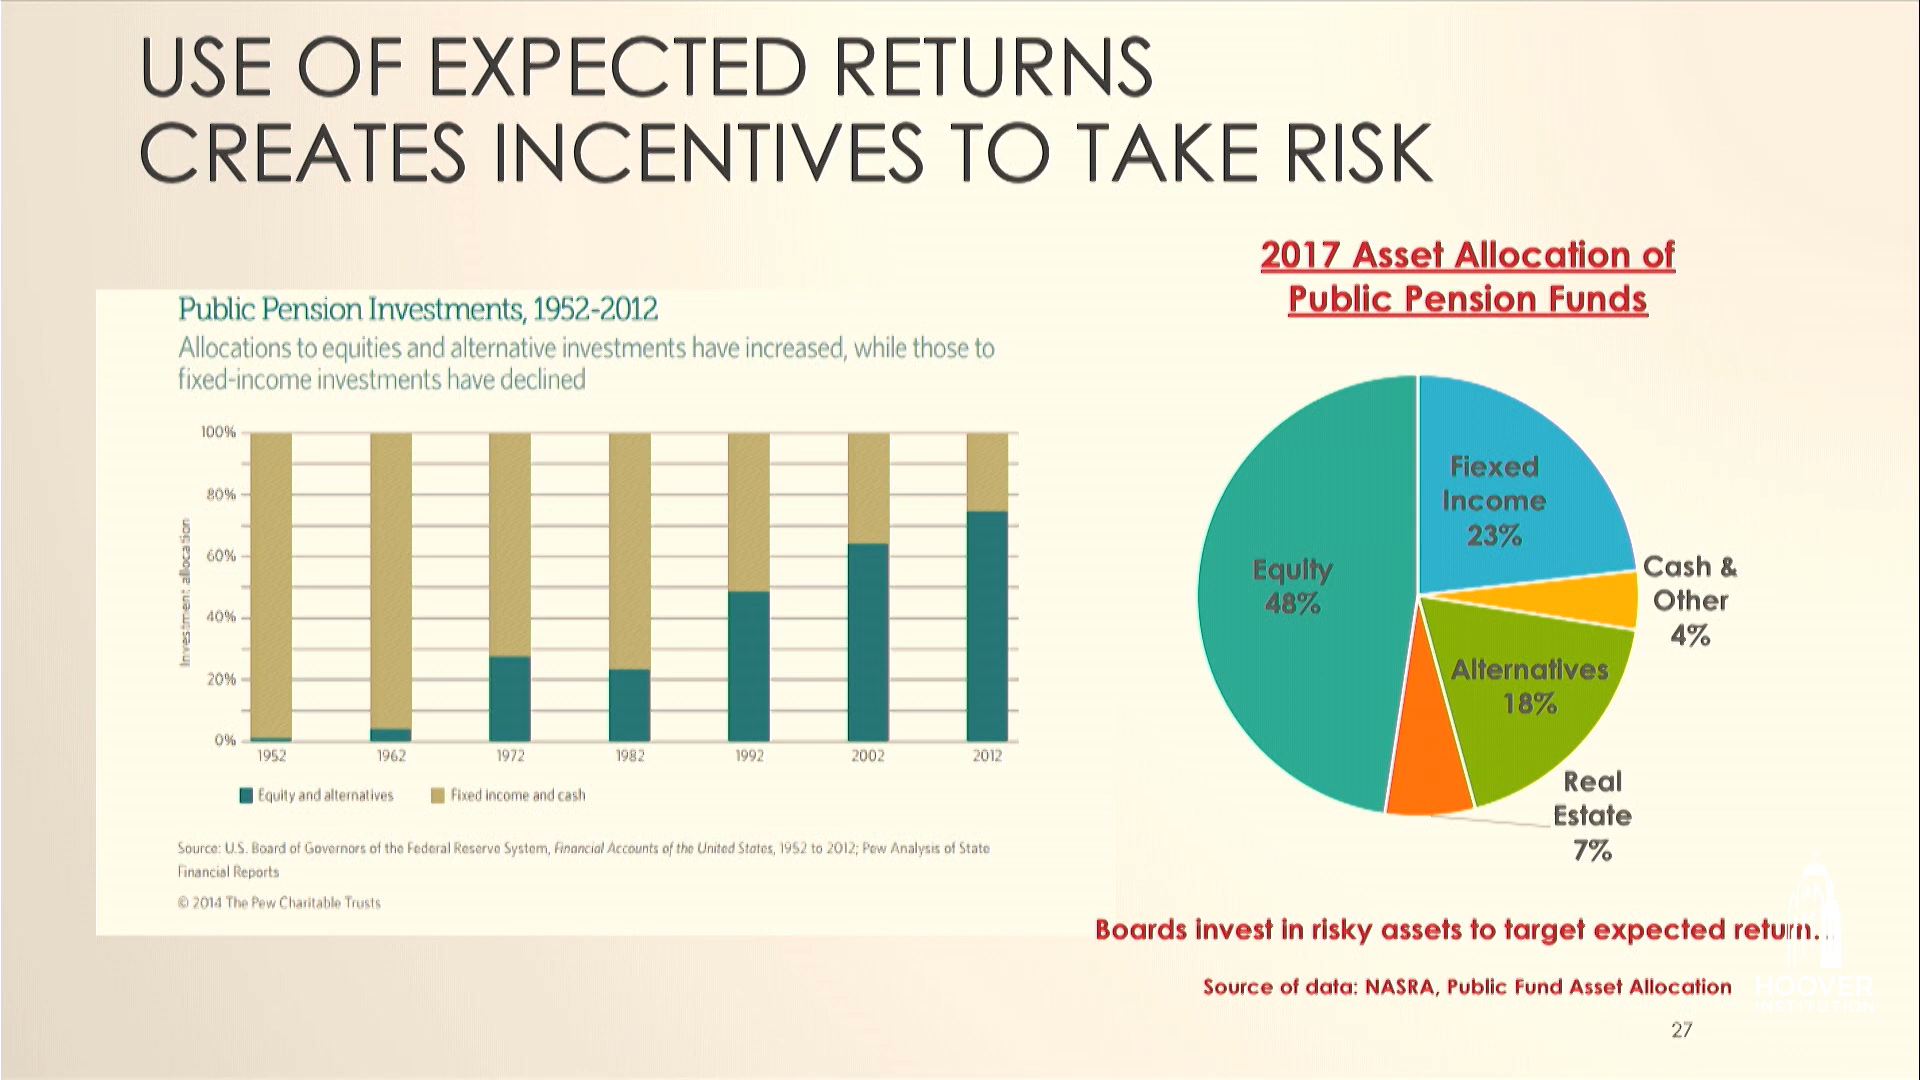 USE OF EXPECTED RETURNS
CREATES INCENTIVES TO TAKE RISK
Public Pension Investments, 1952-2012
Allocations to equities and alternative investments have increased, while those to
fixed-income investments have declined
Investment allocation
100%
80%
60%
40%
20%
0%
1952
1962
1972
1982
1992
2002
2012
Equity and alternatives
Fixed income and cash
Source: U.S. Board of Governors of the Federal Reserve System, Financial Accounts of the United States, 1952 to 2012; Pew Analysis of State
Financial Reports
© 2014 The Pew Charitable Trusts
2017 Asset Allocation of
Public Pension Funds
Fiexed
Income
23%
Cash &
Other
4%
Equity
48%
Alternatives
18%
Real
Estate
7%
Boards invest in risky assets to target expected return..
Source of data: NASRA, Public Fund Asset Allocation
HOOVER
INSTITUTION
27